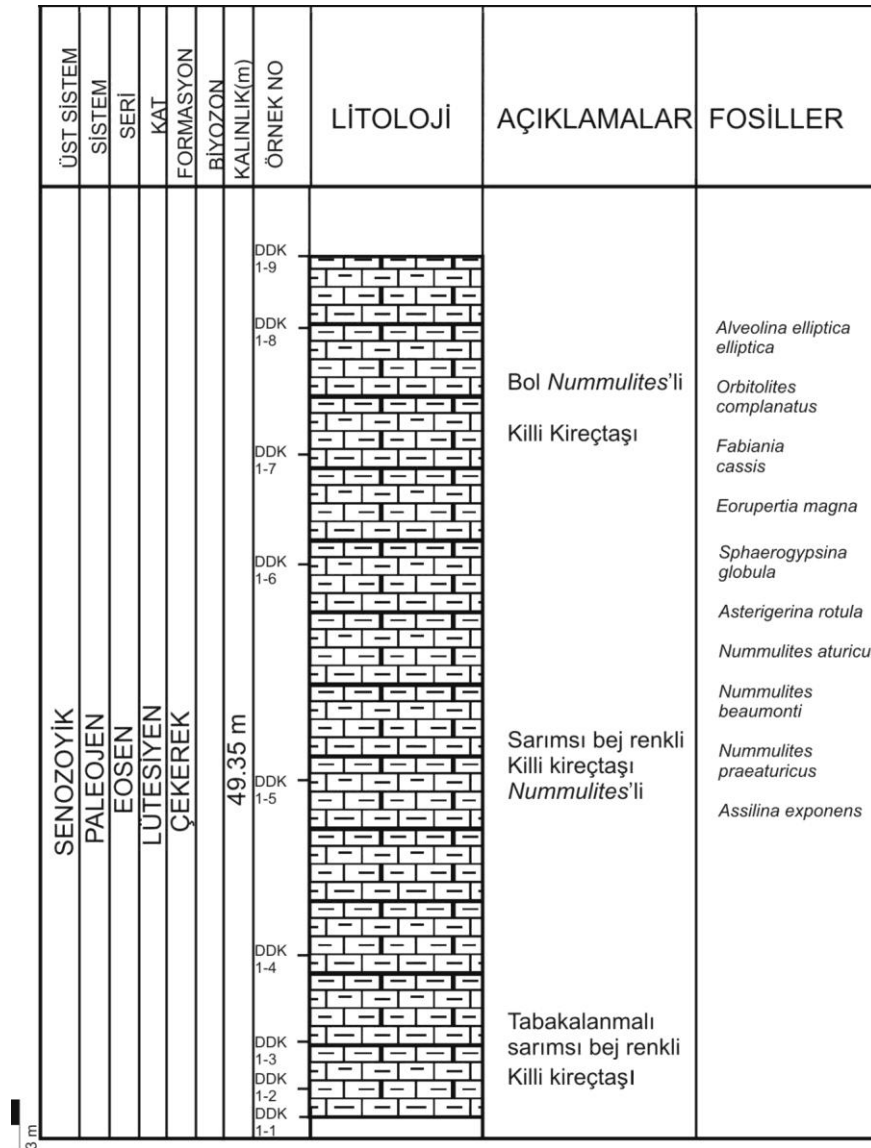 ÜST SİSTEM
SİSTEM
SERİ
KAT
FORMASYON
BİYOZON
KALINLIK(m)
ÖRNEK NO
LİTOLOJİ
AÇIKLAMALAR
FOSİLLER
SENOZOYİK
PALEOJEN
EOSEN
LÜTESİYEN
ÇEKEREK
49.35 m
DDK
1-9
DDK
1-8
DDK
1-7
DDK
1-6
DDK
1-5
DDK
1-4
DDK
1-3
DDK
1-2
DDK
1-1
Bol Nummulites'li
Killi Kireçtaşı
Sarımsı bej renkli
Killi kireçtaşı
Nummulites'li
Tabakalanmalı
sarımsı bej renkli
Killi kireçtaşı
Alveolina elliptica
elliptica
Orbitolites
complanatus
Fabiania
cassis
Eorupertia magna
Sphaerogypsina
globula
Asterigerina rotula
Nummulites aturicu
Nummulites
beaumonti
Nummulites
praeaturicus
Assilina exponens
3 m